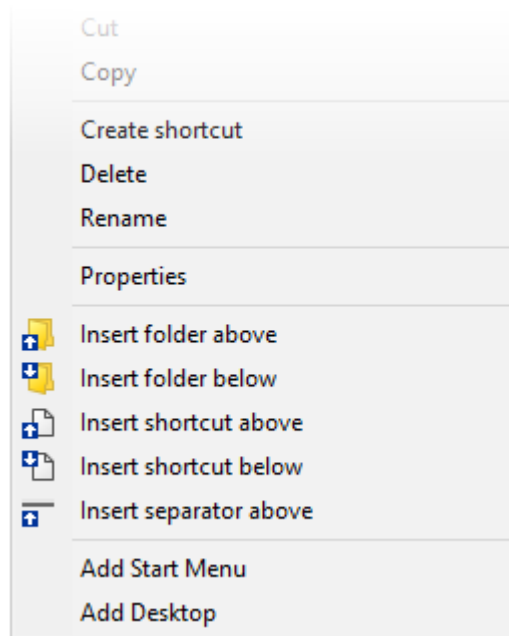 Cut
Copy
Create shortcut
Delete
Rename
Properties
Insert folder above
Insert folder below
Insert shortcut above
Insert shortcut below
Insert separator above
Add Start Menu
Add Desktop